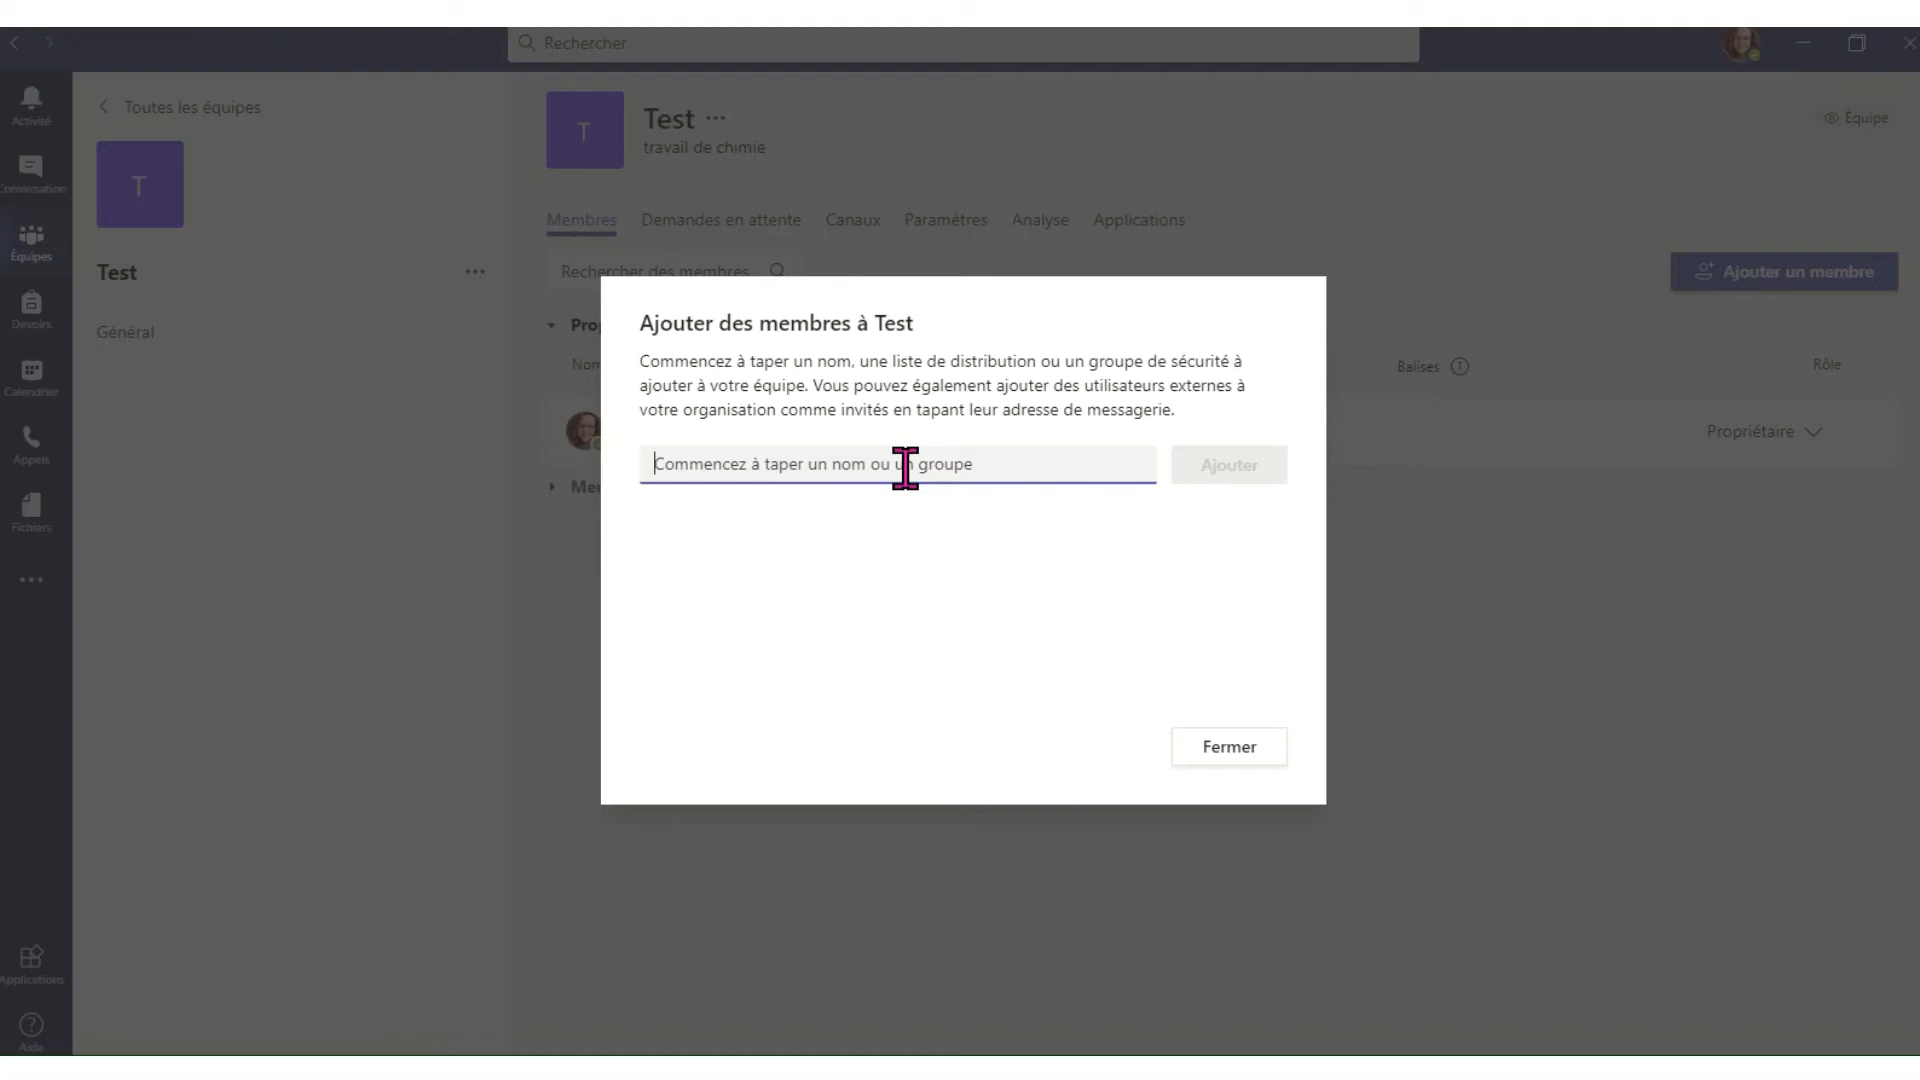 Rechercher
Activité
Conversation
Équipes
Devoirs
Calendrier
Appels
Fichiers
Applications
Aide
Toutes les équipes
T
Test
Général
T
Test
travail de chimie
Équipe
Membres Demandes en attente Canaux Paramètres Analyse Applications
Rechercher des membres
Ajouter un membre
Balises
Rôle
Propriétaire
Ajouter des membres à Test
Commencez à taper un nom, une liste de distribution ou un groupe de sécurité à
ajouter à votre équipe. Vous pouvez également ajouter des utilisateurs externes à
votre organisation comme invités en tapant leur adresse de messagerie.
Commencez à taper un nom ou un groupe
Ajouter
Fermer